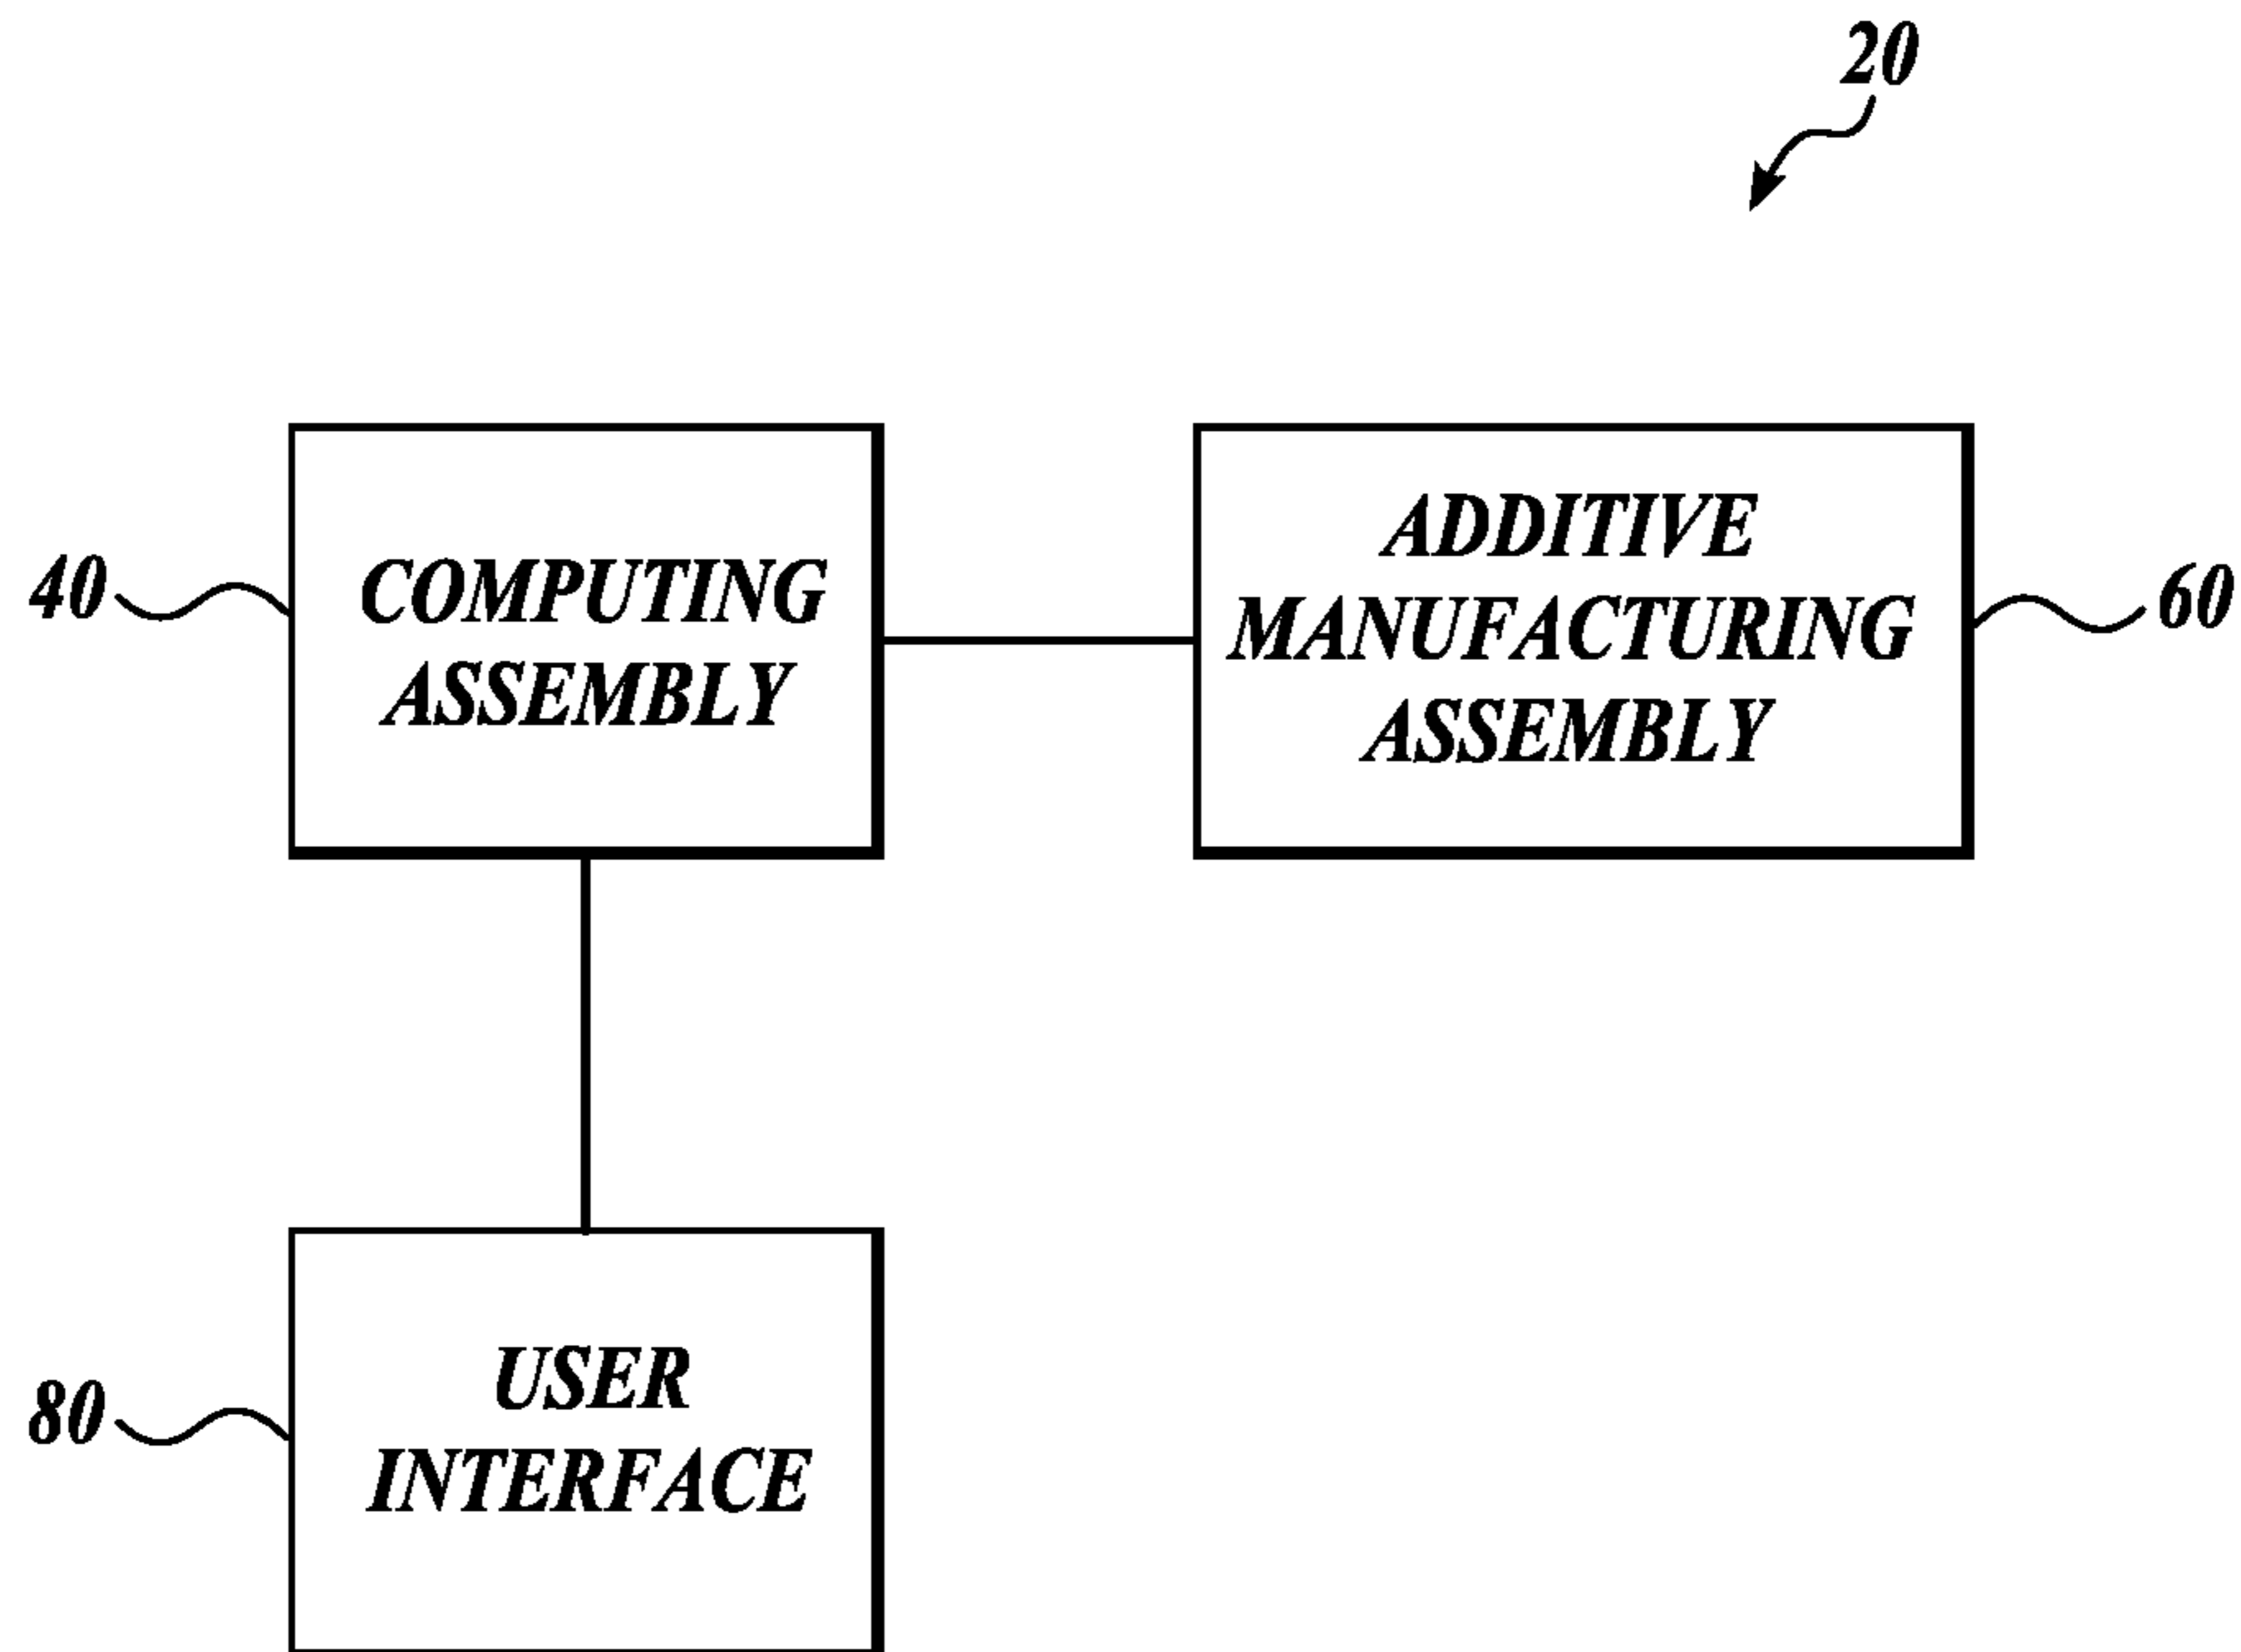 20
40
COMPUTING
ASSEMBLY
ADDITIVE
MANUFACTURING
ASSEMBLY
60
80
USER
INTERFACE